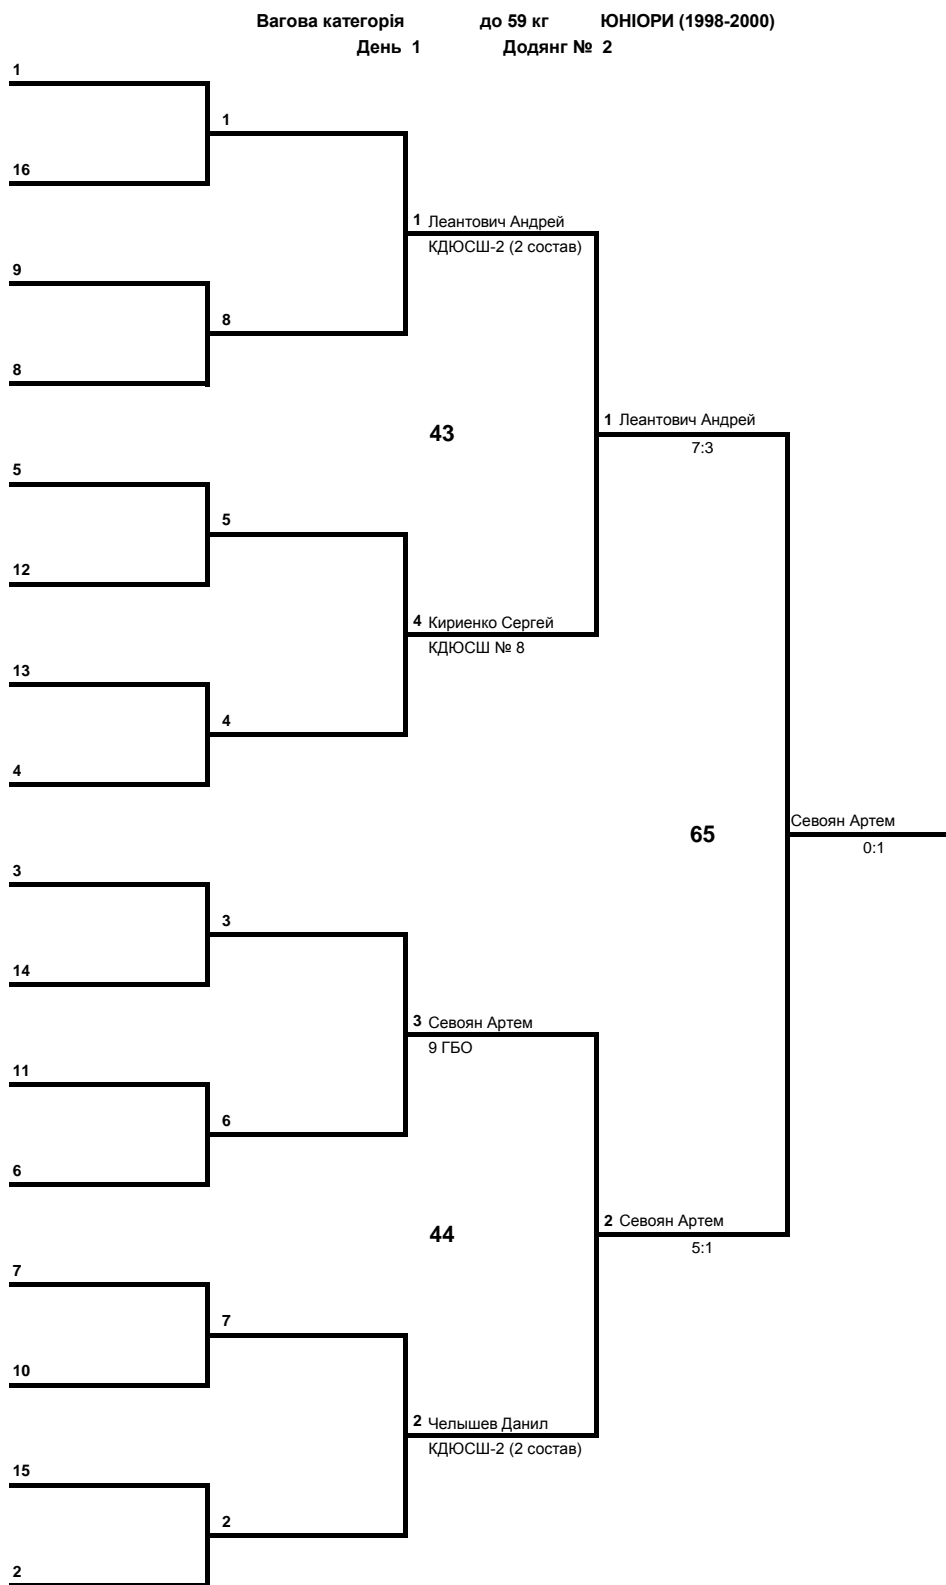 Вагова категорія до 59 кг ЮНІОРИ (1998-2000)
День 1 Додянг № 2
1
1
16
1 Леантович Андрей
КДЮСШ-2 (2 состав)
9
8
8
1 Леантович Андрей
43
7:3
5
5
12
4 Кириенко Сергей
КДЮСШ № 8
13
4
4
Севоян Артем
65
0:1
3
3
14
3 Севоян Артем
9 ГБО
11
6
6
2 Севоян Артем
44
5:1
7
7
10
2 Челышев Данил
КДЮСШ-2 (2 состав)
15
2
2